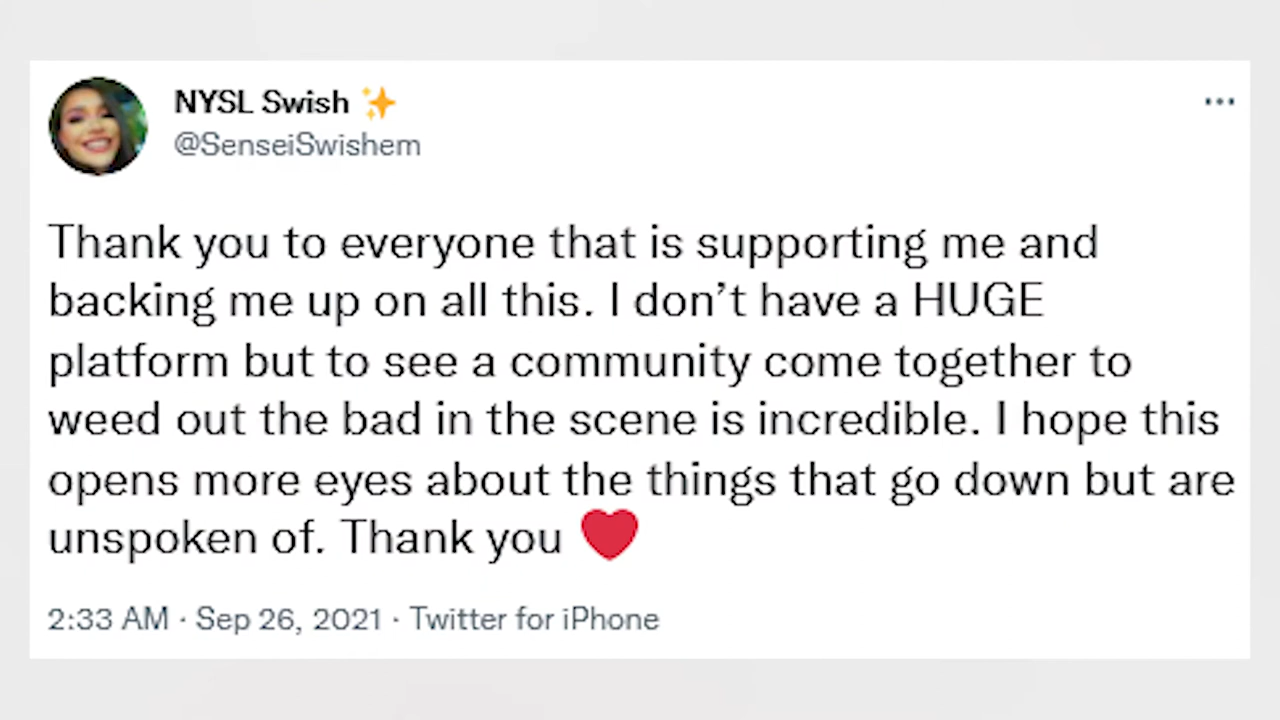 NYSL Swish ✨
@SenseiSwishem
Thank you to everyone that is supporting me and
backing me up on all this. I don’t have a HUGE
platform but to see a community come together to
weed out the bad in the scene is incredible. I hope this
opens more eyes about the things that go down but are
unspoken of. Thank you ❤️
2:33 AM · Sep 26, 2021 · Twitter for iPhone